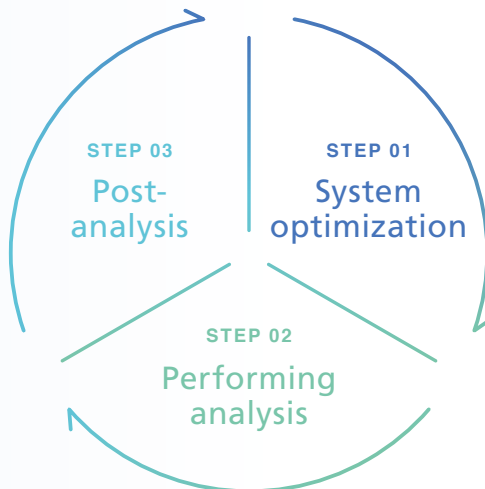 STEP 01
System
optimization
STEP 02
Performing
analysis
STEP 03
Post-
analysis